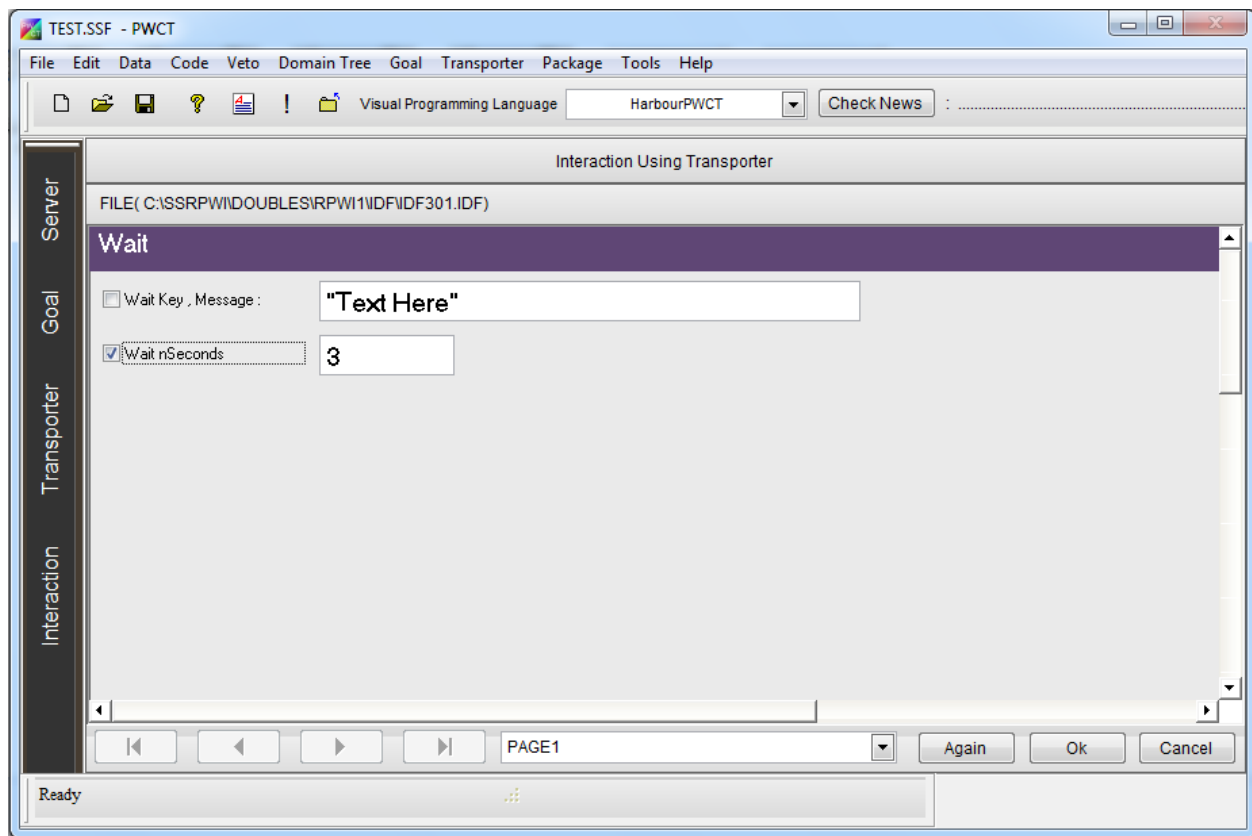 TEST.SSF - PWCT
File Edit Data Code Veto Domain Tree Goal Transporter Package Tools Help
Visual Programming Language HarbourPWCT Check News : ........................................................................
Interaction Using Transporter
FILE( C:\SSRPWI\DOUBLES\RPWI1\IDF\IDF301.IDF)
Server
Goal
Transporter
Interaction
Wait
Wait Key , Message : "Text Here"
Wait nSeconds 3
PAGE1 Again Ok Cancel
Ready